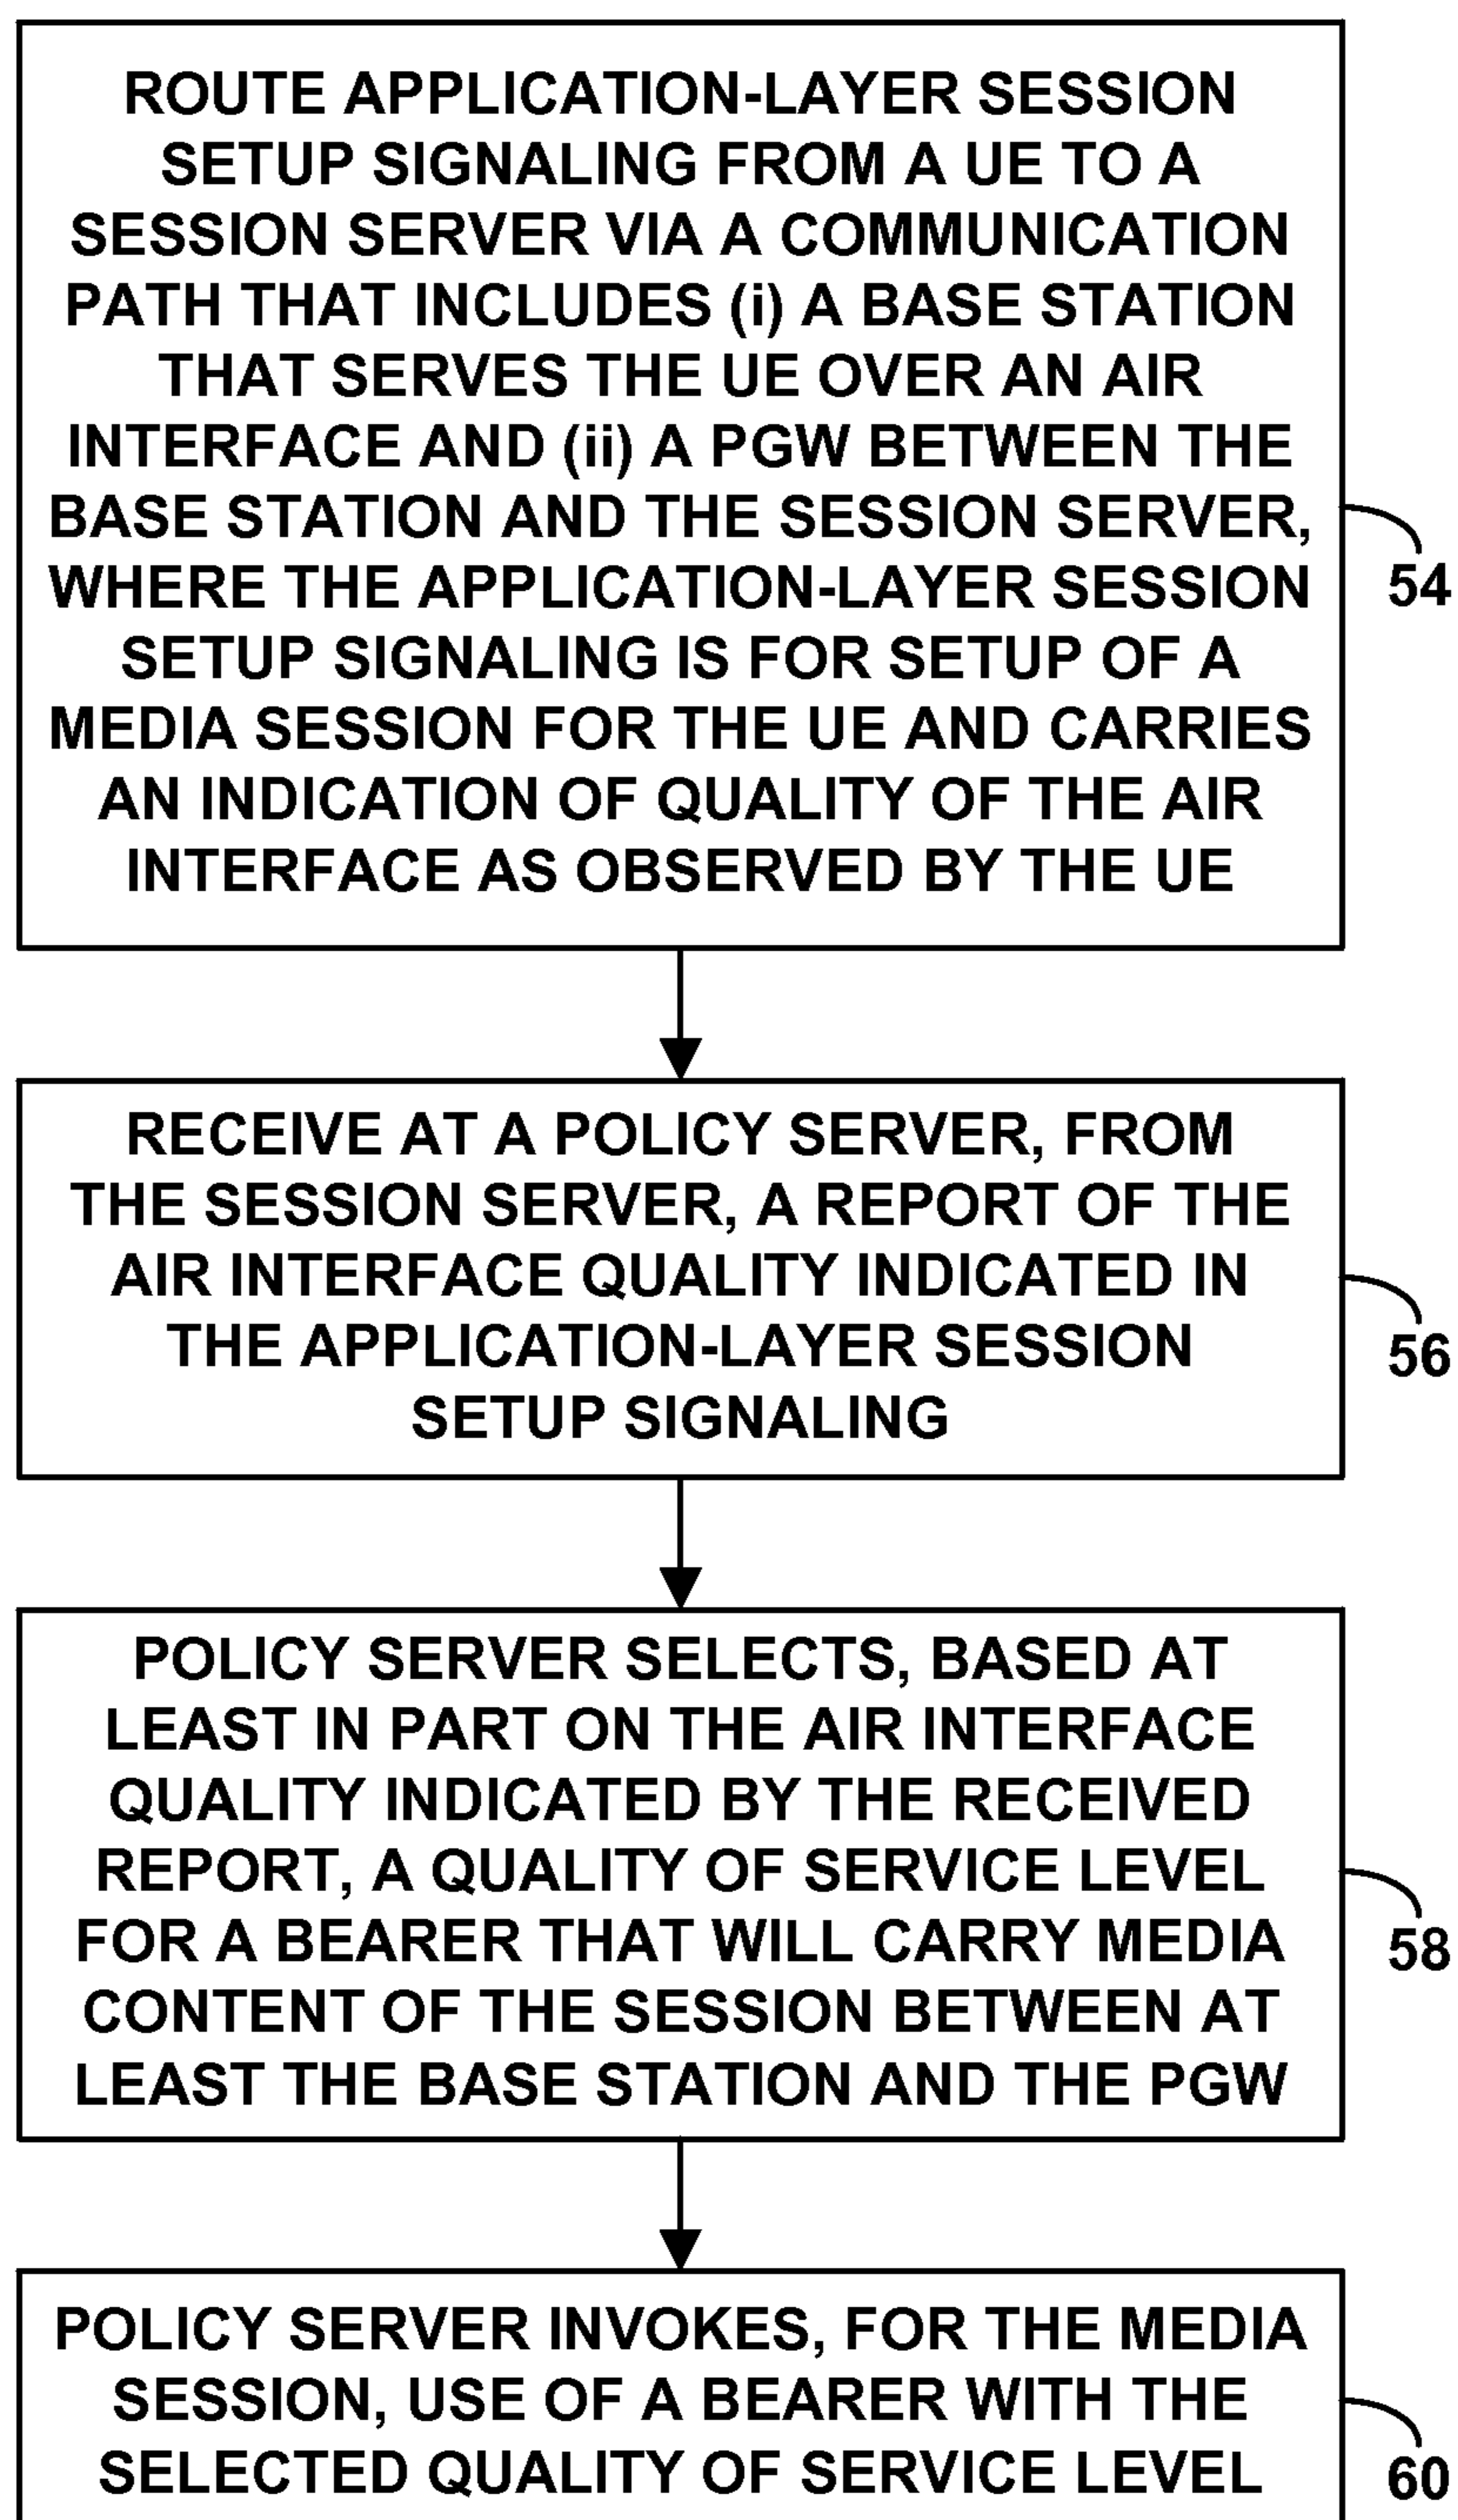 ROUTE APPLICATION-LAYER SESSION
SETUP SIGNALING FROM A UE TO A
SESSION SERVER VIA A COMMUNICATION
PATH THAT INCLUDES (i) A BASE STATION
THAT SERVES THE UE OVER AN AIR
INTERFACE AND (ii) A PGW BETWEEN THE
BASE STATION AND THE SESSION SERVER,
WHERE THE APPLICATION-LAYER SESSION
SETUP SIGNALING IS FOR SETUP OF A
MEDIA SESSION FOR THE UE AND CARRIES
AN INDICATION OF QUALITY OF THE AIR
INTERFACE AS OBSERVED BY THE UE
54
RECEIVE AT A POLICY SERVER, FROM
THE SESSION SERVER, A REPORT OF THE
AIR INTERFACE QUALITY INDICATED IN
THE APPLICATION-LAYER SESSION
SETUP SIGNALING
56
POLICY SERVER SELECTS, BASED AT
LEAST IN PART ON THE AIR INTERFACE
QUALITY INDICATED BY THE RECEIVED
REPORT, A QUALITY OF SERVICE LEVEL
FOR A BEARER THAT WILL CARRY MEDIA
CONTENT OF THE SESSION BETWEEN AT
LEAST THE BASE STATION AND THE PGW
58
POLICY SERVER INVOKES, FOR THE MEDIA
SESSION, USE OF A BEARER WITH THE
SELECTED QUALITY OF SERVICE LEVEL
60